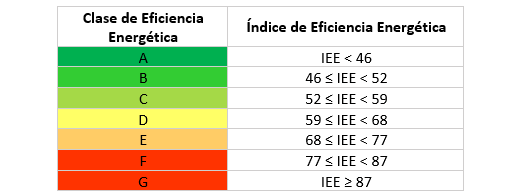 Clase de Eficiencia Energética Índice de Eficiencia Energética
A IEE < 46
B 46 ≤ IEE < 52
C 52 ≤ IEE < 59
D 59 ≤ IEE < 68
E 68 ≤ IEE < 77
F 77 ≤ IEE < 87
G IEE ≥ 87